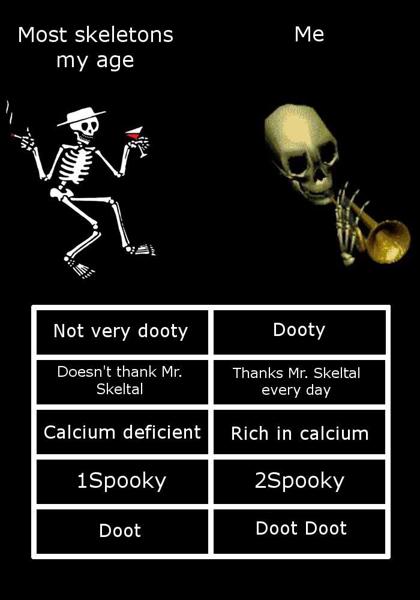 Most skeletons
my age
Me
Not very dooty
Dooty
Doesn't thank Mr.
Skeltal
Thanks Mr. Skeltal
every day
Calcium deficient
Rich in calcium
1Spooky
2Spooky
Doot
Doot Doot